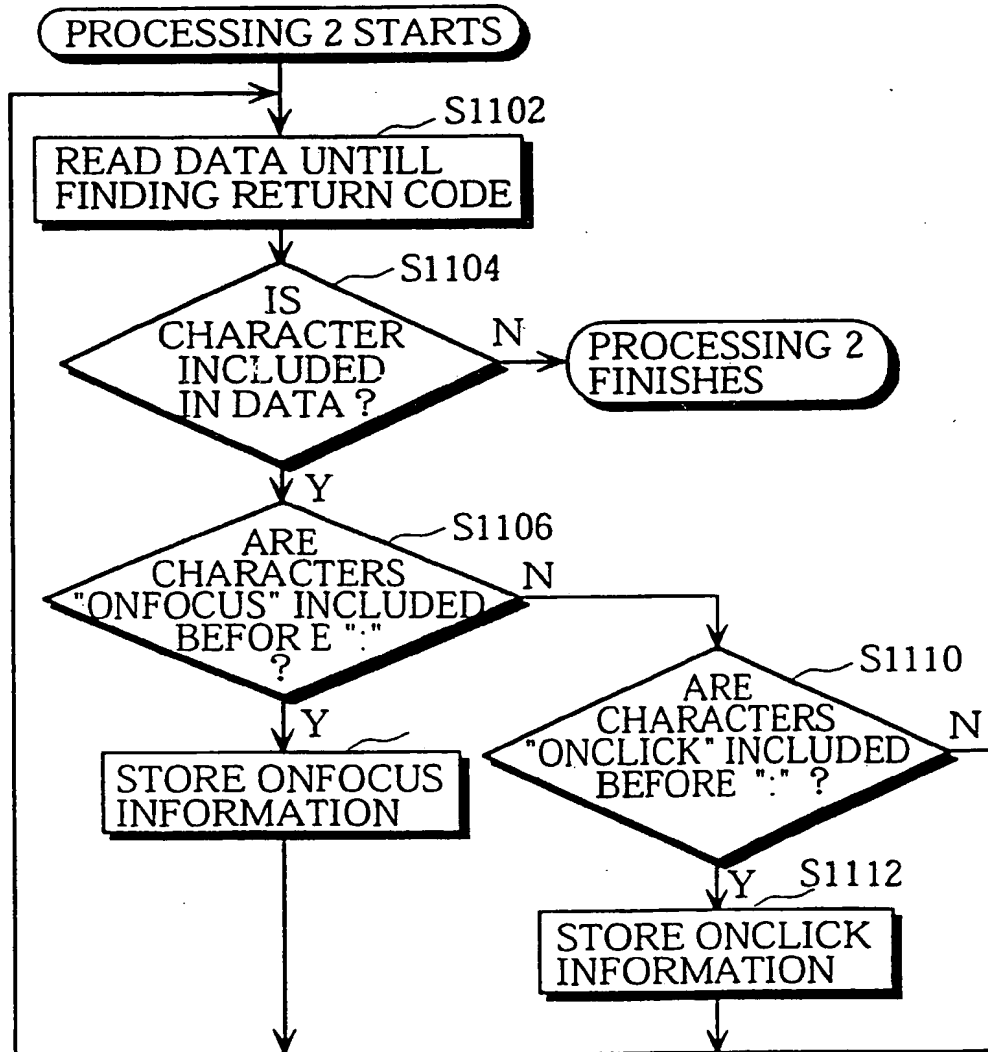 PROCESSING 2 STARTS
S1102
READ DATA UNTILL
FINDING RETURN CODE
S1104
IS
CHARACTER
INCLUDED
IN DATA ?
N
PROCESSING 2
FINISHES
Y
S1106
ARE
CHARACTERS
"ONFOCUS" INCLUDED
BEFORE ":"
?
N
Y
S1110
ARE
CHARACTERS
"ONCLICK" INCLUDED
BEFORE ":" ?
N
STORE ONFOCUS
INFORMATION
Y
S1112
STORE ONCLICK
INFORMATION